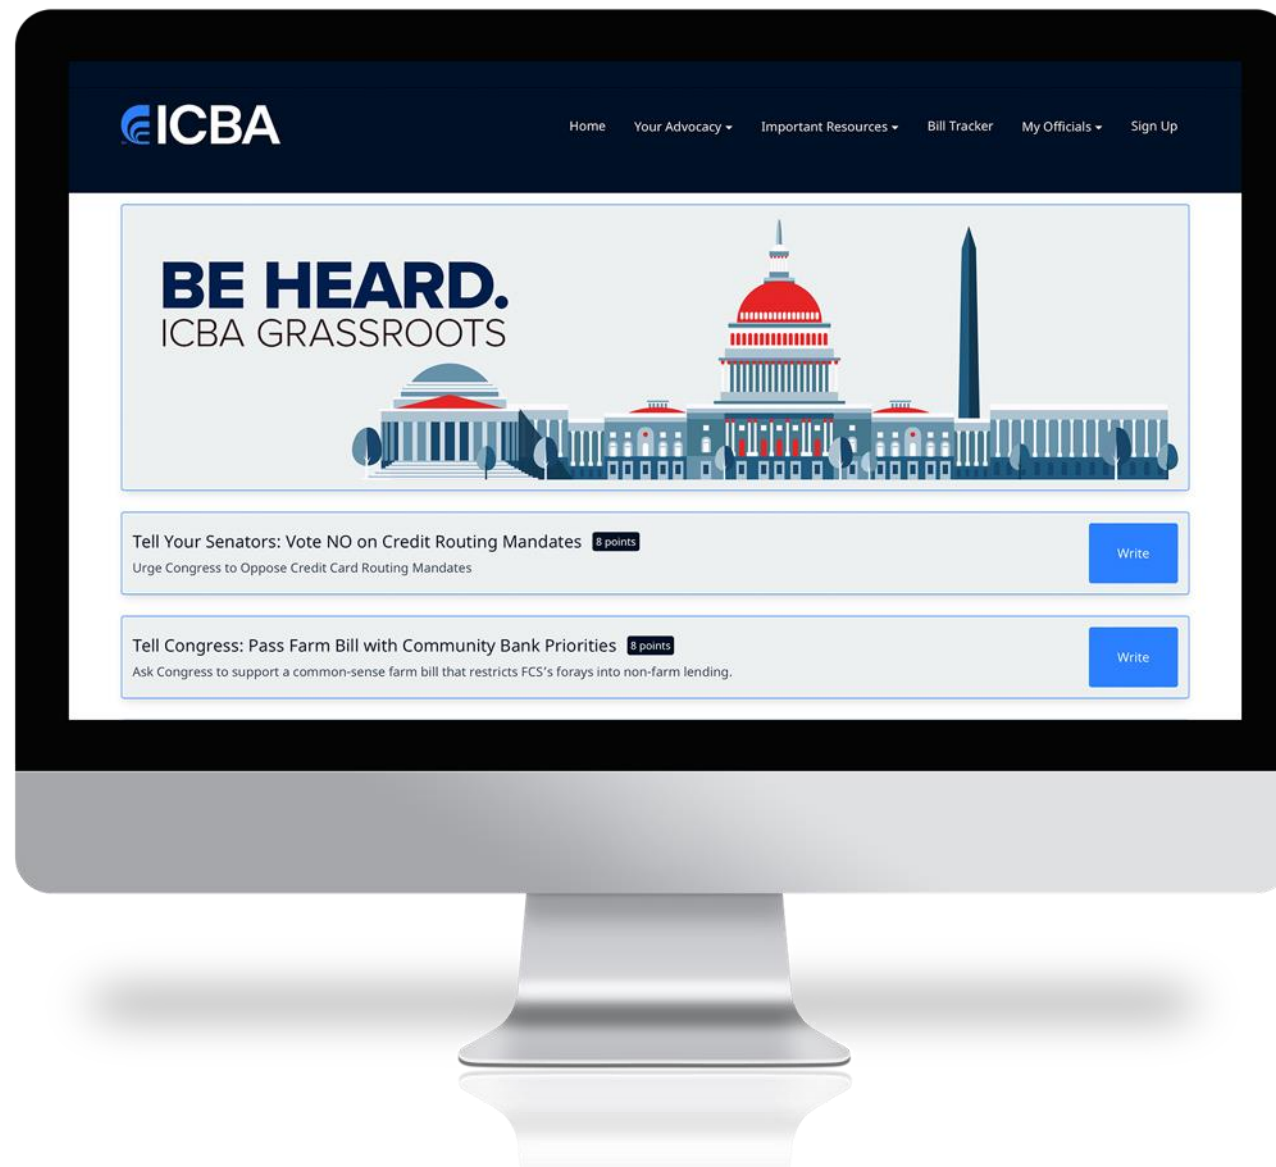 ICBA
Home Your Advocacy Important Resources Bill Tracker My Officials Sign Up
BE HEARD.
ICBA GRASSROOTS
Tell Your Senators: Vote NO on Credit Routing Mandates 8 points
Urge Congress to Oppose Credit Card Routing Mandates
Write
Tell Congress: Pass Farm Bill with Community Bank Priorities 8 points
Ask Congress to support a common-sense farm bill that restricts FCS's forays into non-farm lending.
Write